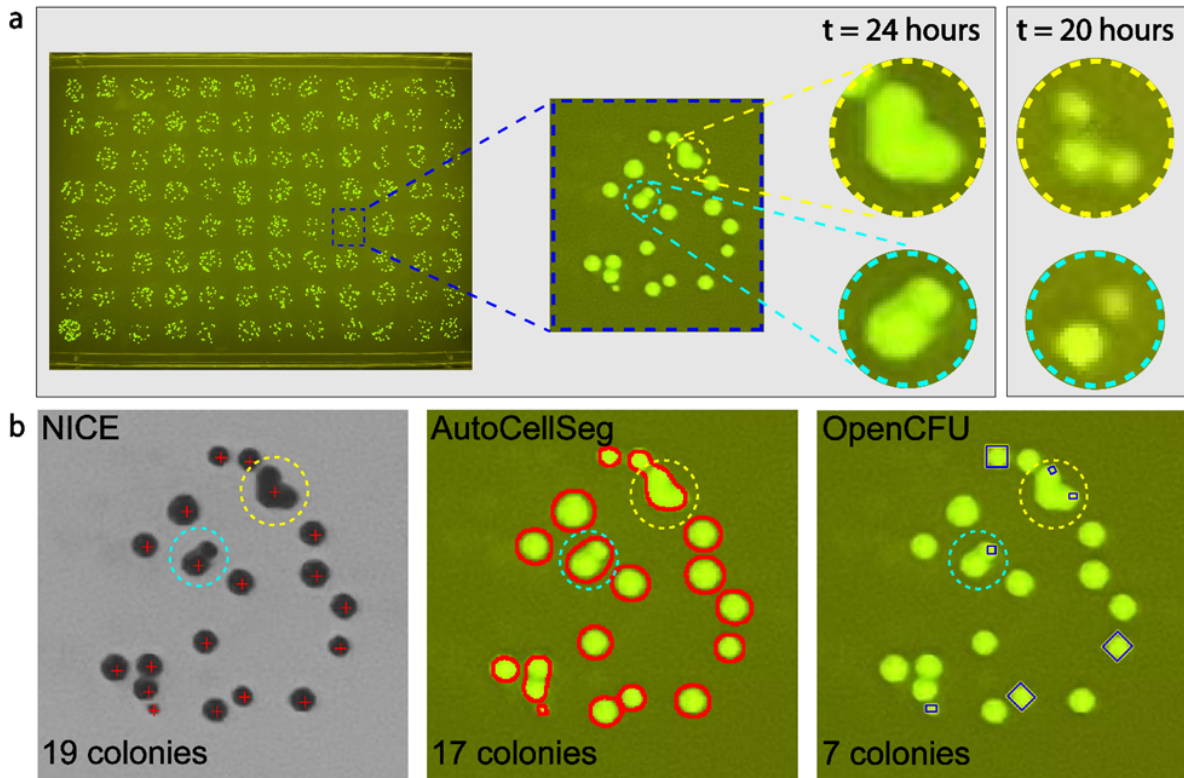 a
t = 24 hours
t = 20 hours
b
NICE
AutoCellSeg
OpenCFU
19 colonies
17 colonies
7 colonies